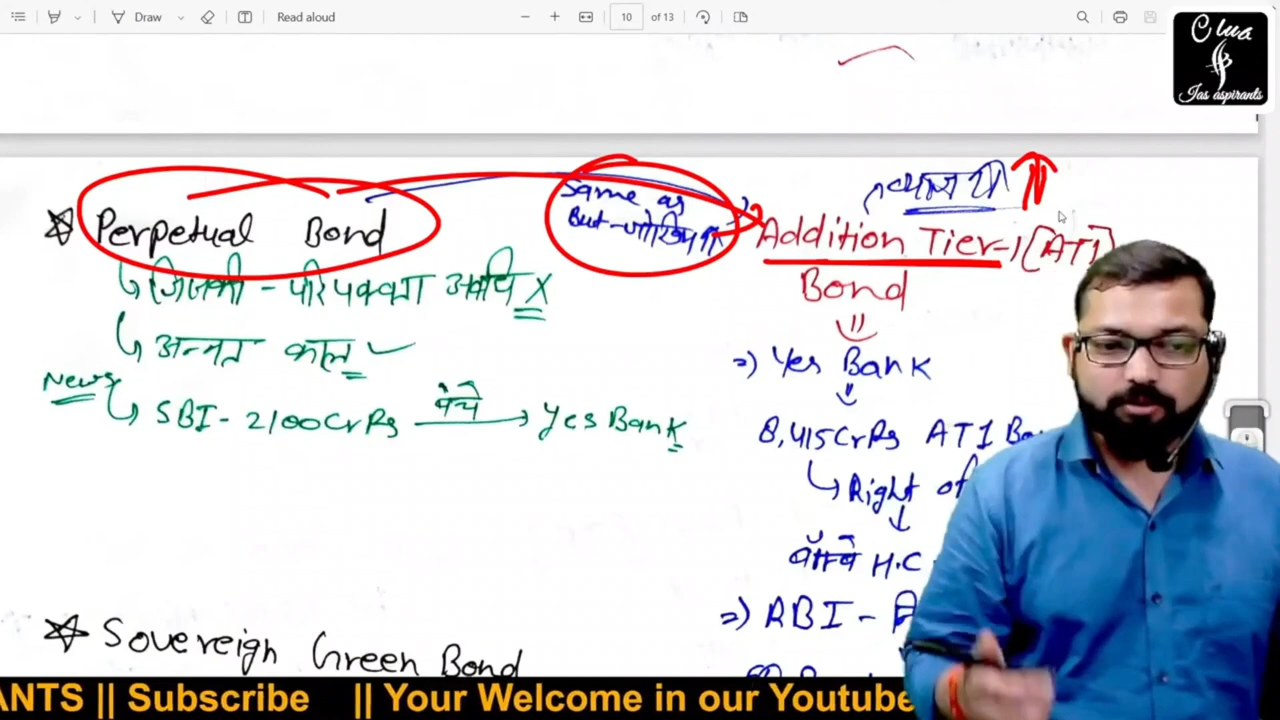 Draw
Read aloud
10 of 13
Clua
Ias aspirants
Perpetual Bond
जिसकी - परिपक्वता अवधि X
अनन्त काल
News
SBI - 2100 Cr Rs बेचे Yes Bank
Same as
But - जोखिम
ब्याज
Addition Tier-1 [AT1]
Bond
=) Yes Bank
8,415 Cr Rs AT1
Right of
बॉम्बे H.C
=) RBI -
Sovereign Green Bond
ANTS || Subscribe || Your Welcome in our Youtube